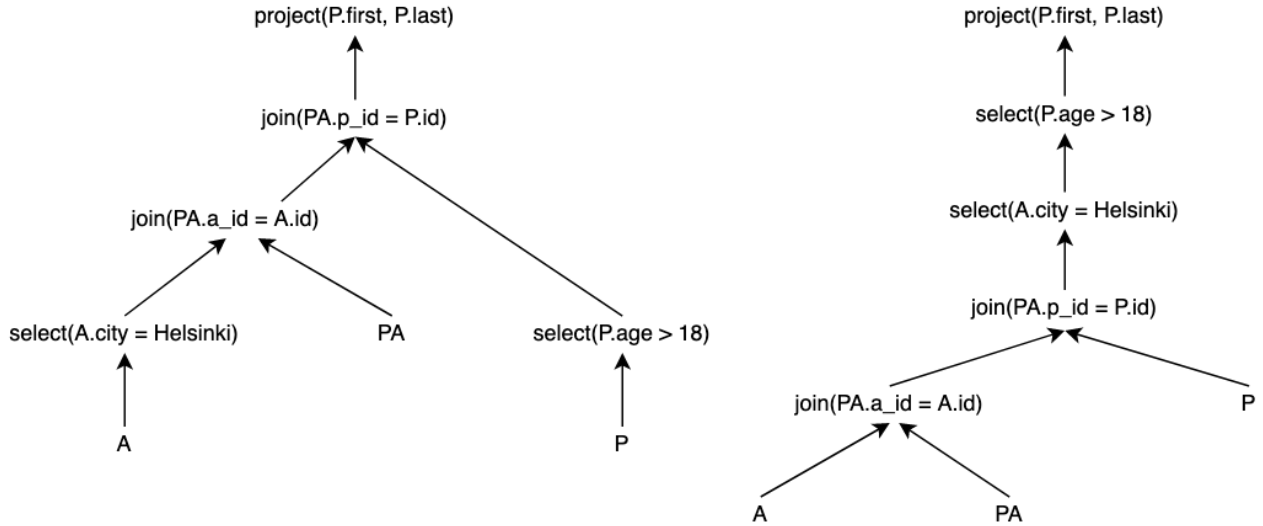 project(P.first, P.last)
join(PA.p_id = P.id)
join(PA.a_id = A.id)
select(A.city = Helsinki)
PA
select(P.age > 18)
A
P
project(P.first, P.last)
select(P.age > 18)
select(A.city = Helsinki)
join(PA.p_id = P.id)
join(PA.a_id = A.id)
P
A
PA